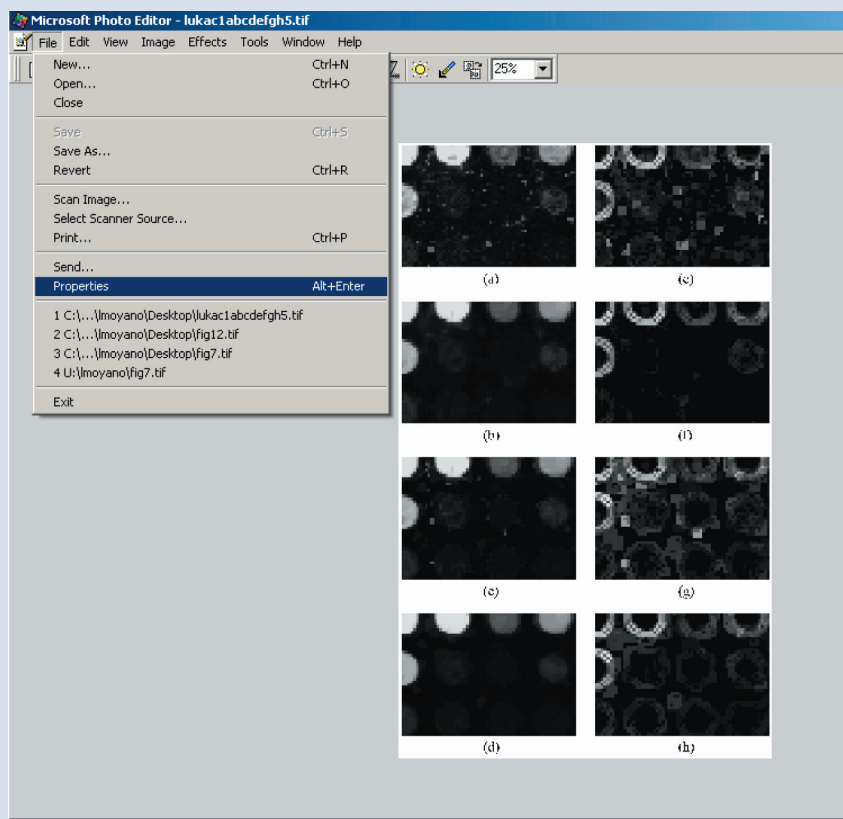 Microsoft Photo Editor - lukac1abcdefgh5.tif
File Edit View Image Effects Tools Window Help
25%
New... Ctrl+N
Open... Ctrl+O
Close
Save Ctrl+S
Save As...
Revert Ctrl+R
Scan Image...
Select Scanner Source...
Print... Ctrl+P
Send...
Properties Alt+Enter
1 C:\...\lmoyano\Desktop\lukac1abcdefgh5.tif
2 C:\...\lmoyano\Desktop\fig12.tif
3 C:\...\lmoyano\Desktop\fig7.tif
4 U:\lmoyano\fig7.tif
Exit
(a) (e)
(b) (f)
(c) (g)
(d) (h)